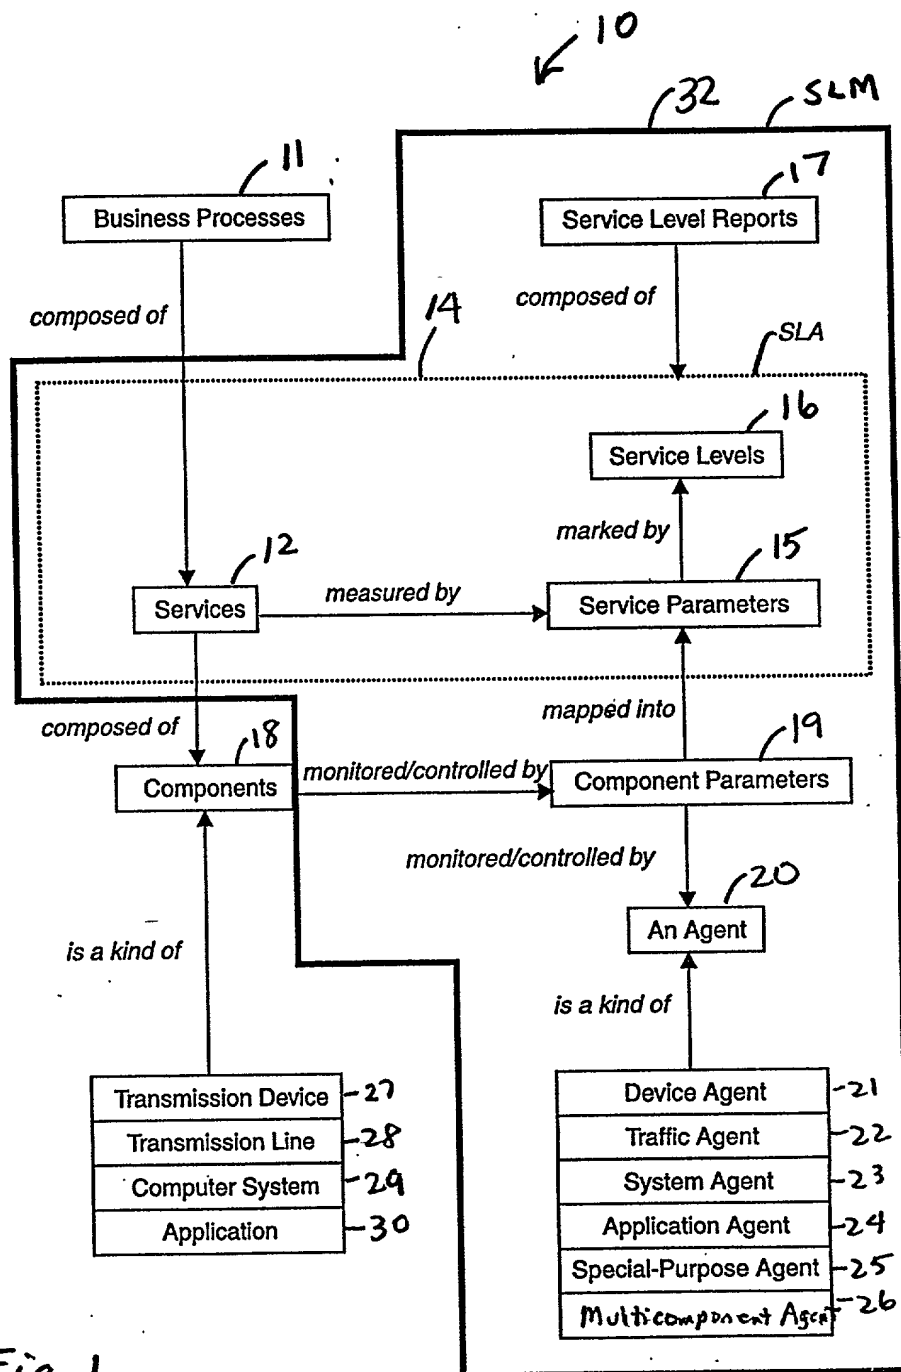 10
32
SLM
11
17
Business Processes
Service Level Reports
composed of
composed of
14
SLA
16
Service Levels
marked by
12
15
Services
measured by
Service Parameters
composed of
mapped into
18
19
Components
monitored/controlled by
Component Parameters
monitored/controlled by
20
An Agent
is a kind of
is a kind of
Transmission Device
27
Transmission Line
28
Computer System
29
Application
30
Device Agent
21
Traffic Agent
22
System Agent
23
Application Agent
24
Special-Purpose Agent
25
Multicomponent Agent
26
Fig. 1